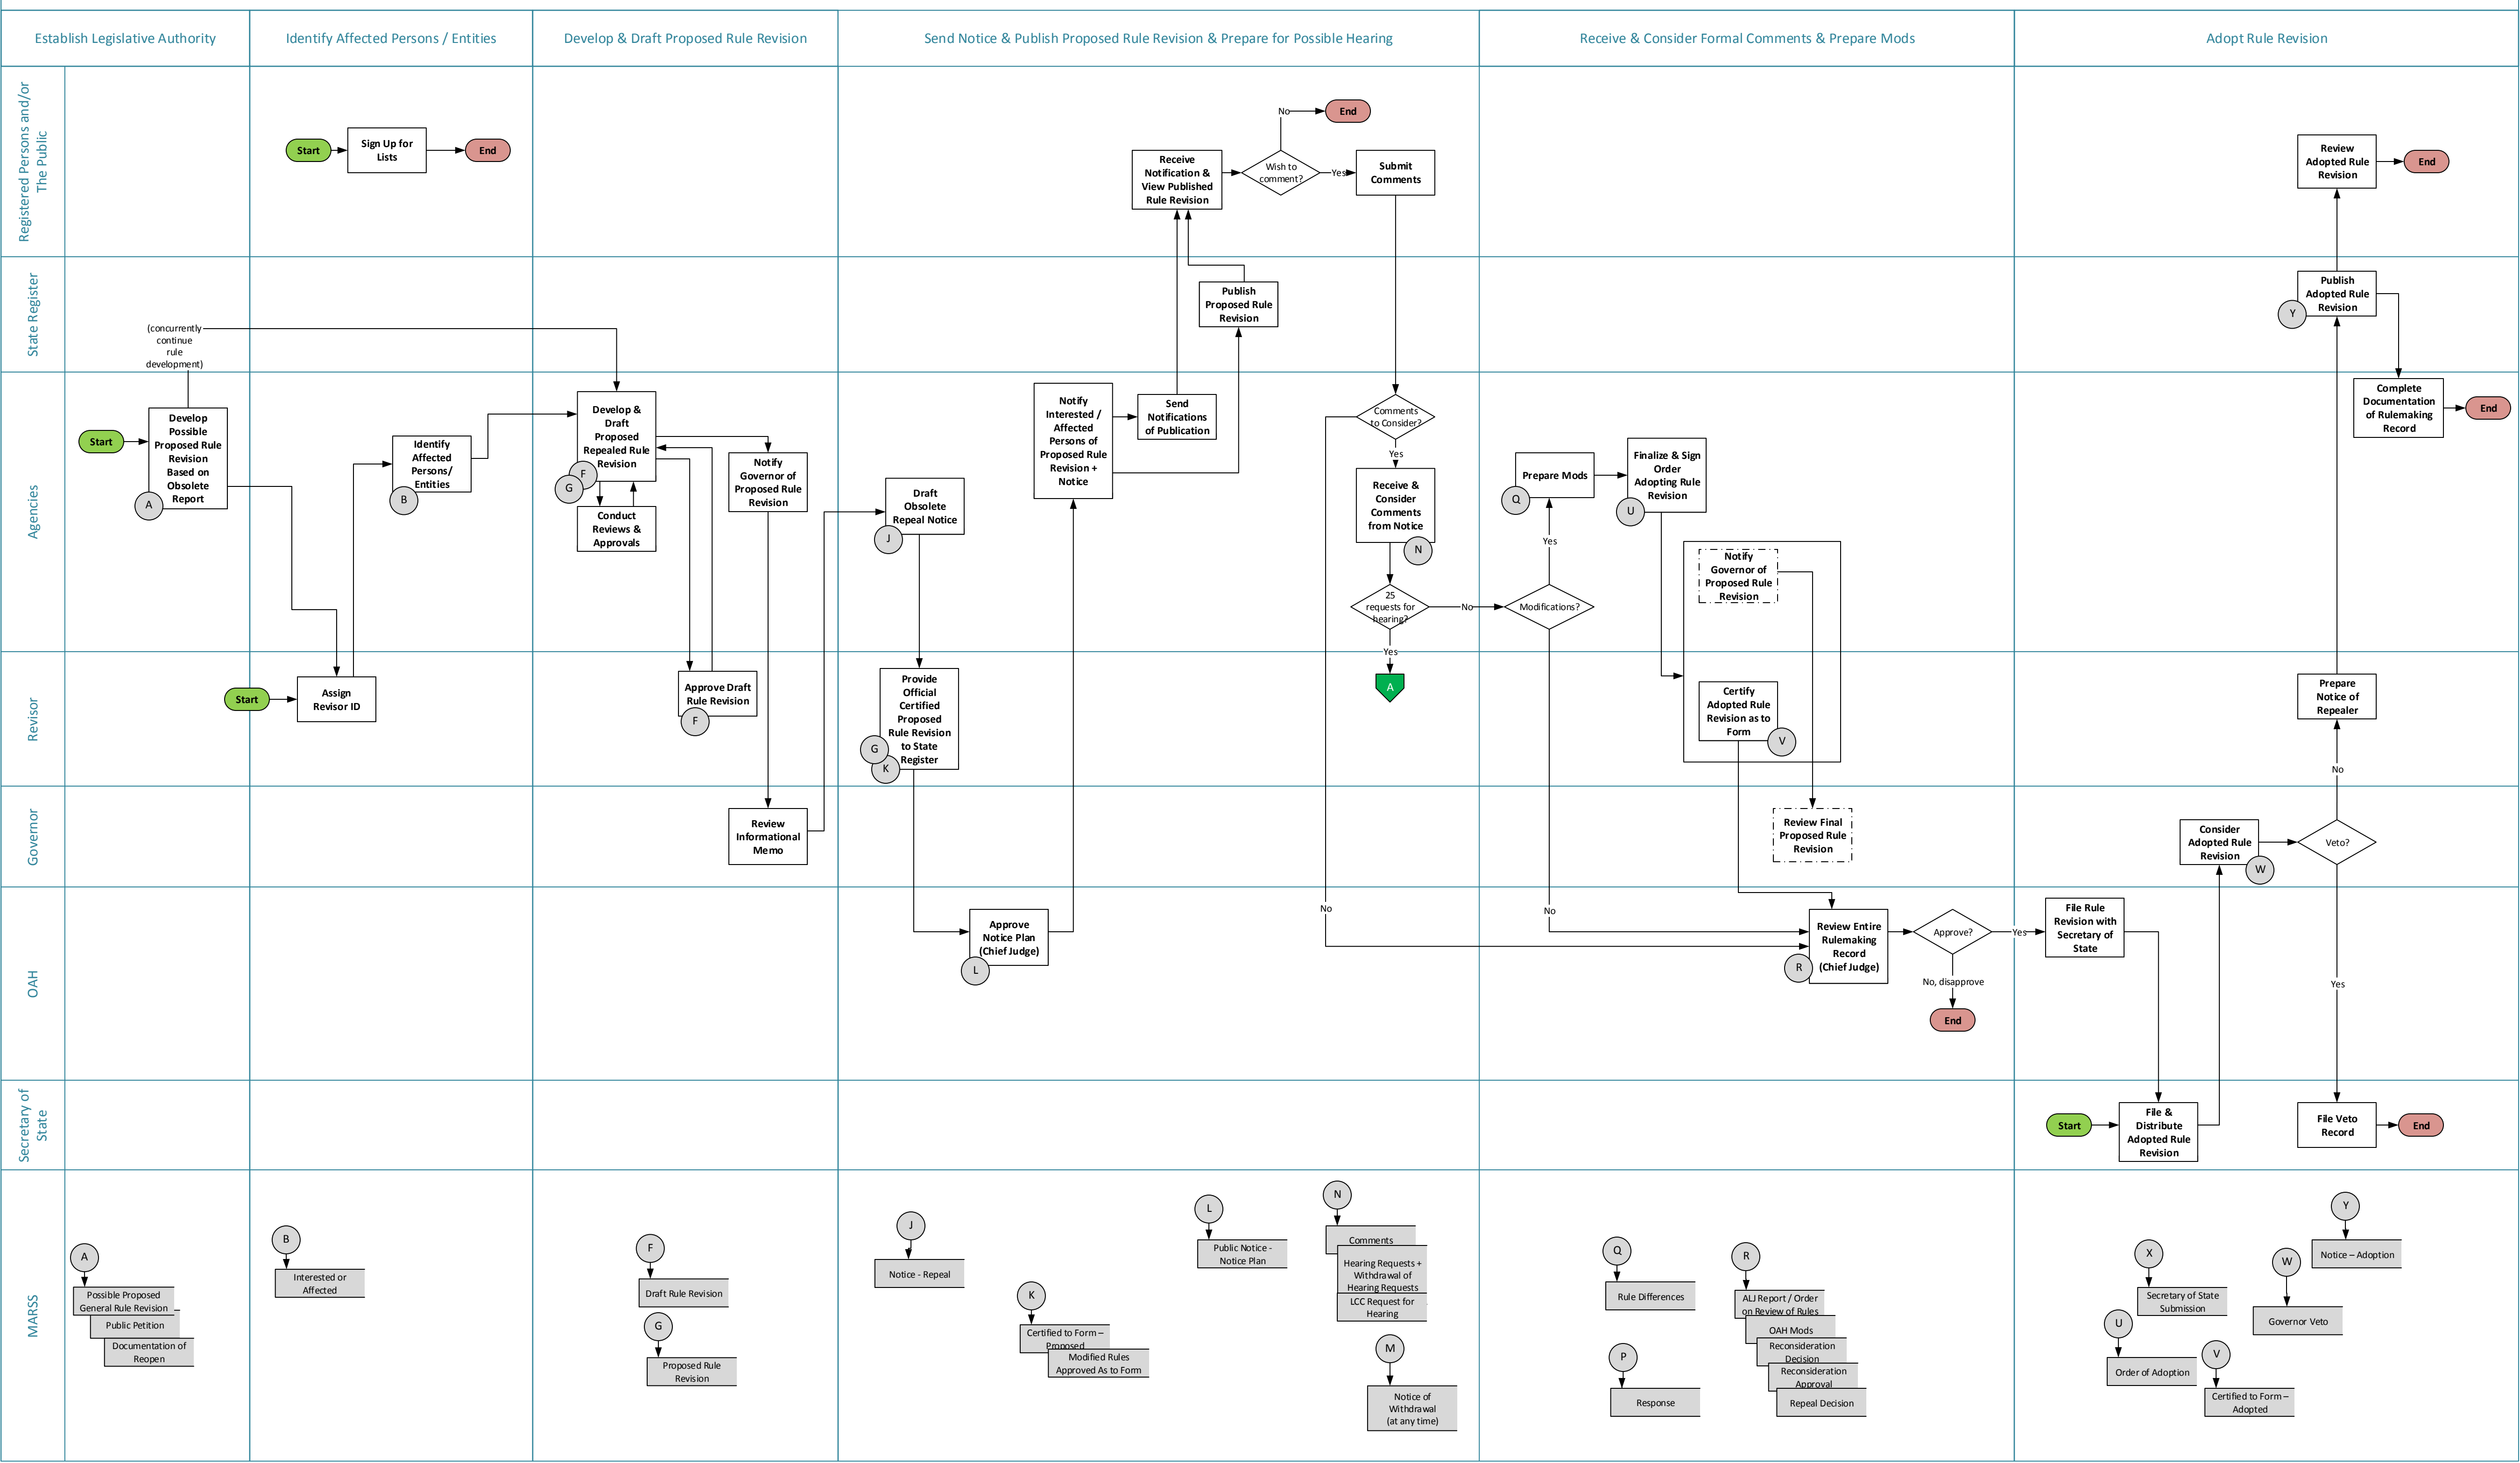 Establish Legislative Authority
Identify Affected Persons / Entities
Develop & Draft Proposed Rule Revision
Send Notice & Publish Proposed Rule Revision & Prepare for Possible Hearing
Receive & Consider Formal Comments & Prepare Mods
Adopt Rule Revision
Registered Persons and/or
The Public
Start
Sign Up for
Lists
End
Receive
Notification &
View Published
Rule Revision
Wish to
comment?
No
End
Yes
Submit
Comments
Review
Adopted Rule
Revision
End
State Register
(concurrently
continue
rule
development)
Publish
Proposed Rule
Revision
Publish
Adopted Rule
Revision
Y
Agencies
Start
Develop
Possible
Proposed Rule
Revision
Based on
Obsolete
Report
A
Identify
Affected
Persons/
Entities
B
Develop &
Draft
Proposed
Repealed Rule
Revision
F
G
Conduct
Reviews &
Approvals
Notify
Governor of
Proposed Rule
Revision
Draft
Obsolete
Repeal Notice
J
Notify
Interested /
Affected
Persons of
Proposed Rule
Revision +
Notice
Send
Notifications
of Publication
Comments
to Consider?
Yes
Receive &
Consider
Comments
from Notice
N
25
requests for
hearing?
No
Yes
Modifications?
Yes
Prepare Mods
Q
Finalize & Sign
Order
Adopting Rule
Revision
U
Notify
Governor of
Proposed Rule
Revision
Complete
Documentation
of Rulemaking
Record
End
Revisor
Start
Assign
Revisor ID
Approve Draft
Rule Revision
F
Provide
Official
Certified
Proposed
Rule Revision
to State
Register
G
K
A
Certify
Adopted Rule
Revision as to
Form
V
Prepare
Notice of
Repealer
No
Governor
Review
Informational
Memo
Review Final
Proposed Rule
Revision
Consider
Adopted Rule
Revision
W
Veto?
OAH
Approve
Notice Plan
(Chief Judge)
L
No
No
Review Entire
Rulemaking
Record
(Chief Judge)
R
Approve?
Yes
No, disapprove
End
File Rule
Revision with
Secretary of
State
Yes
Secretary of
State
Start
File &
Distribute
Adopted Rule
Revision
File Veto
Record
End
MARSS
A
Possible Proposed
General Rule Revision
Public Petition
Documentation of
Reopen
B
Interested or
Affected
F
Draft Rule Revision
G
Proposed Rule
Revision
J
Notice - Repeal
K
Certified to Form –
Proposed
Modified Rules
Approved As to Form
L
Public Notice -
Notice Plan
N
Comments
Hearing Requests +
Withdrawal of
Hearing Requests
LCC Request for
Hearing
M
Notice of
Withdrawal
(at any time)
Q
Rule Differences
P
Response
R
ALJ Report / Order
on Review of Rules
OAH Mods
Reconsideration
Decision
Reconsideration
Approval
Repeal Decision
X
Secretary of State
Submission
U
Order of Adoption
V
Certified to Form –
Adopted
W
Governor Veto
Y
Notice – Adoption